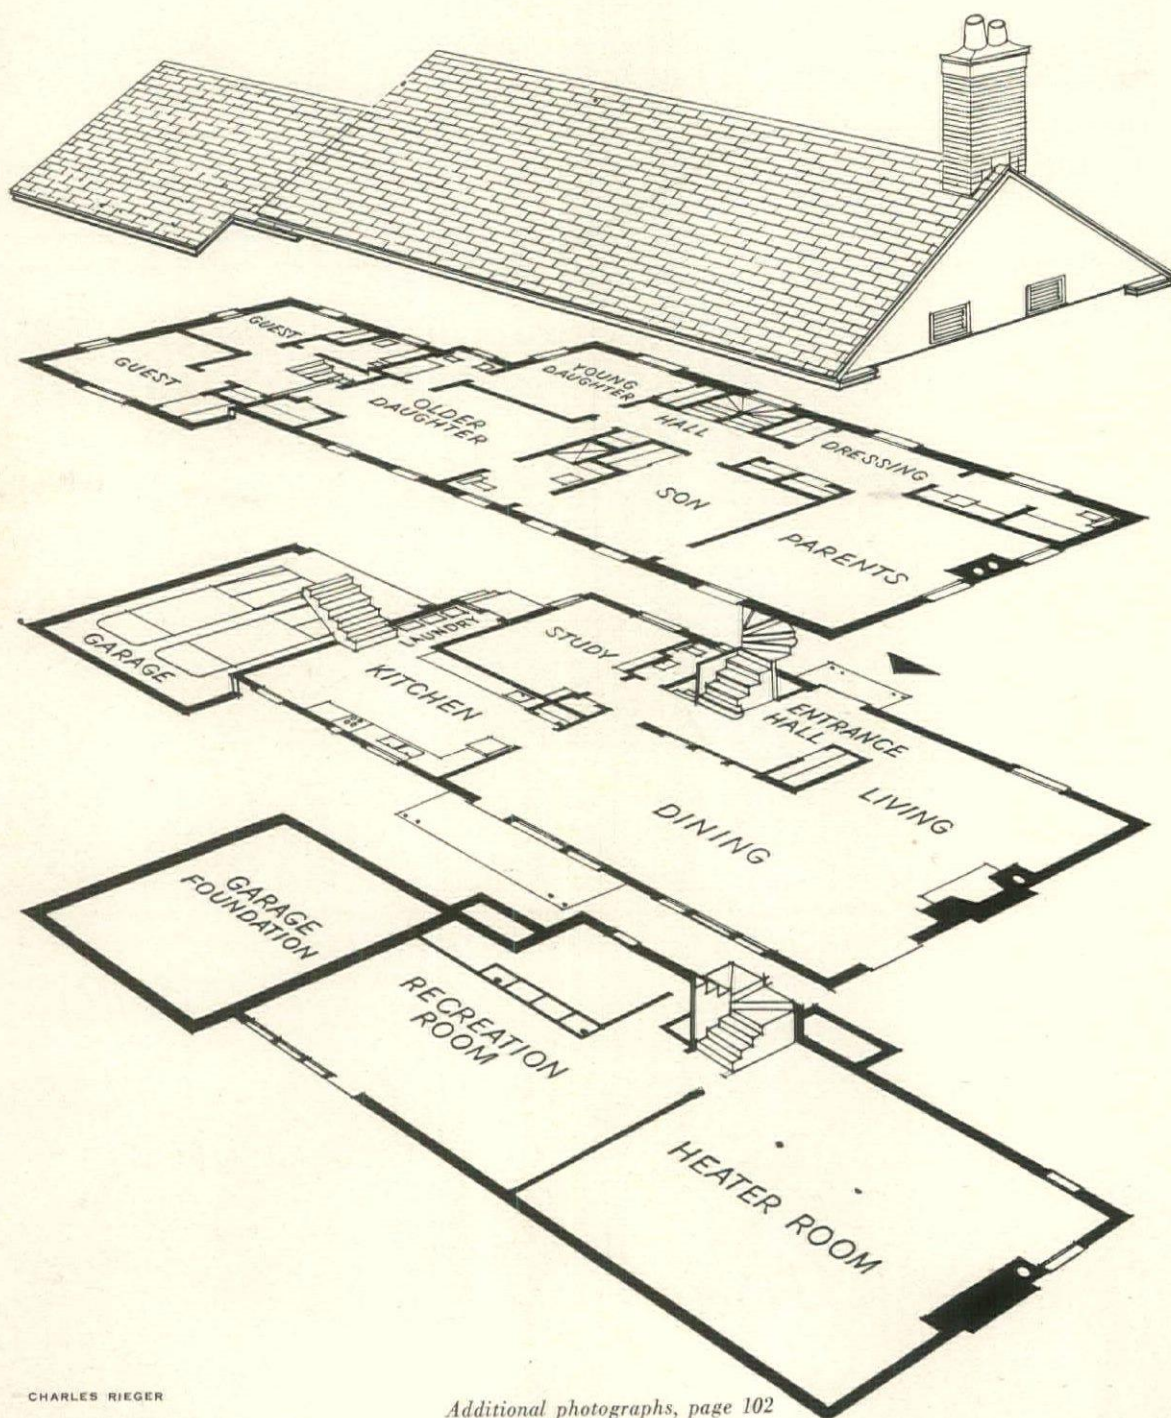 GUEST
GUEST
OLDER
DAUGHTER
YOUNG
DAUGHTER
HALL
DRESSING
SON
PARENTS
GARAGE
LAUNDRY
KITCHEN
STUDY
ENTRANCE
HALL
LIVING
DINING
GARAGE
FOUNDATION
RECREATION
ROOM
HEATER ROOM
CHARLES RIEGER
Additional photographs, page 102